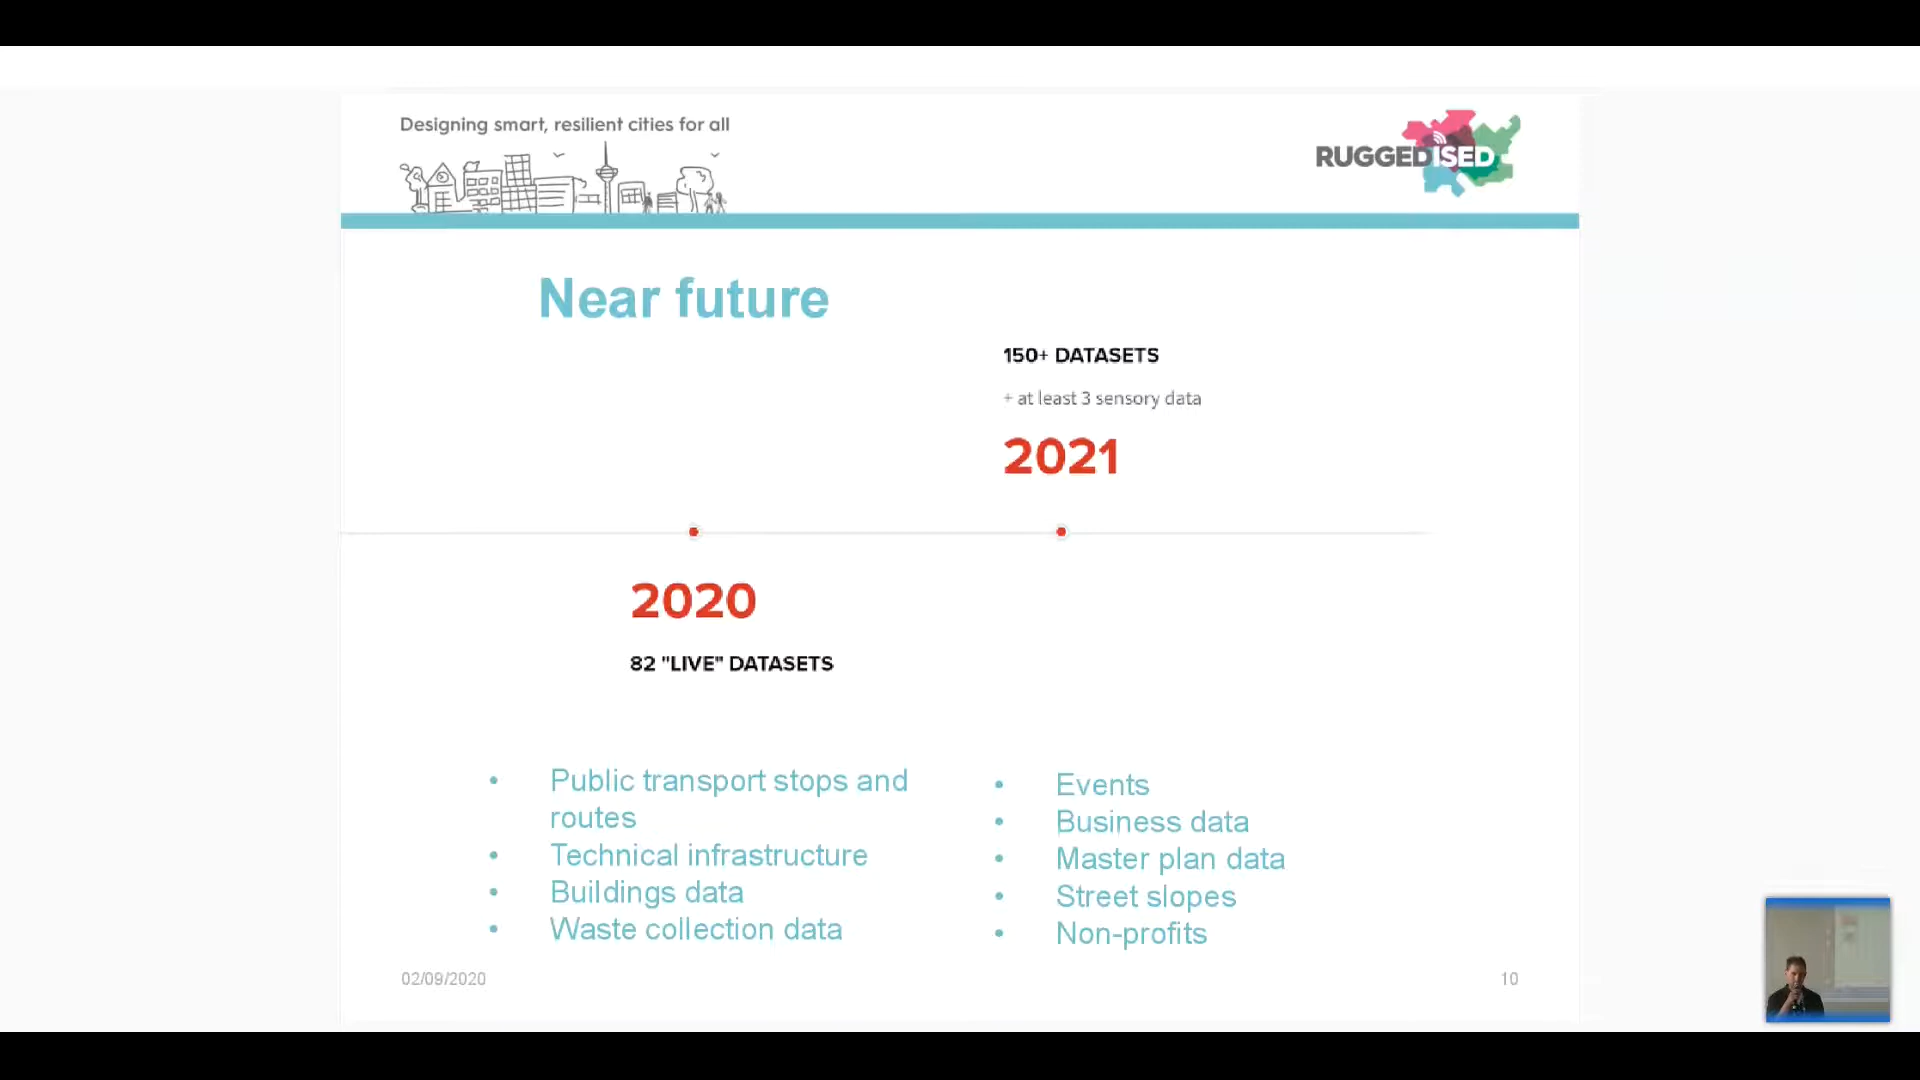 Designing smart, resilient cities for all
RUGGEDISED
Near future
150+ DATASETS
+ at least 3 sensory data
2021
2020
82 "LIVE" DATASETS
• Public transport stops and
routes
• Technical infrastructure
• Buildings data
• Waste collection data
• Events
• Business data
• Master plan data
• Street slopes
• Non-profits
02/09/2020
10